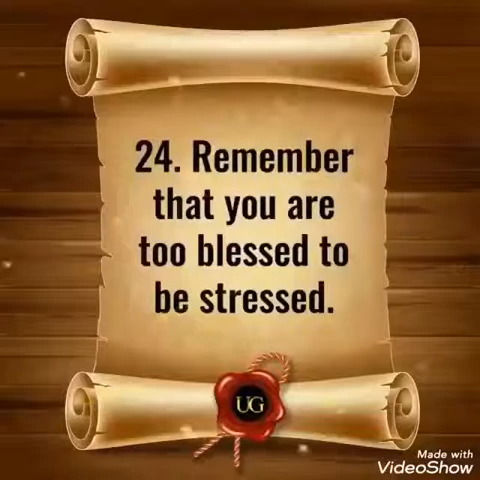 24. Remember
that you are
too blessed to
be stressed.
UG
Made with
VideoShow